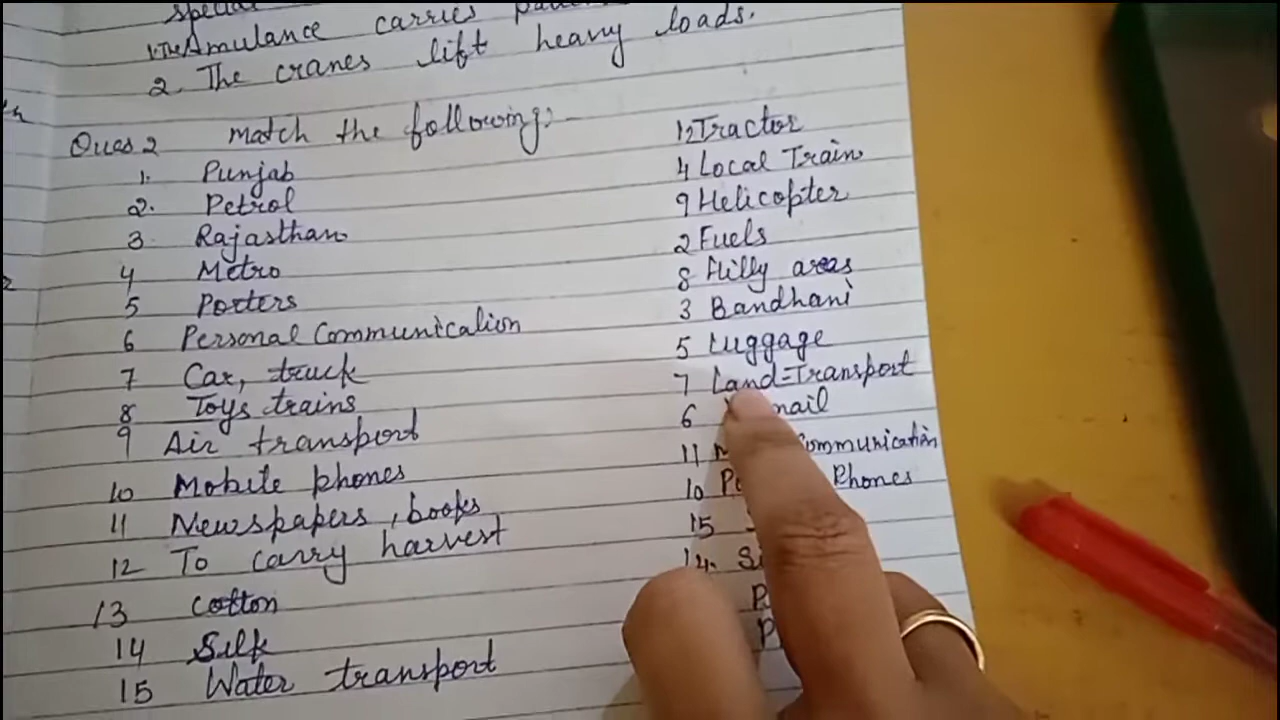 special
1. The Amulance carries
2. The cranes lift heavy loads.
Ques 2 Match the following:-
1. Punjab 12 Tractor
2. Petrol 4 Local Train
3. Rajasthan 9 Helicopter
4 Metro 2 Fuels
5 Porters 8 Hilly areas
6 Personal Communication 3 Bandhani
7 Car, truck 5 Luggage
8 Toys trains 7 Land-Transport
9 Air transport 6
10 Mobile phones 11 Communication
11 Newspapers, books 10 Phones
12 To carry harvest 15
13 Cotton 14.
14 Silk
15 Water transport